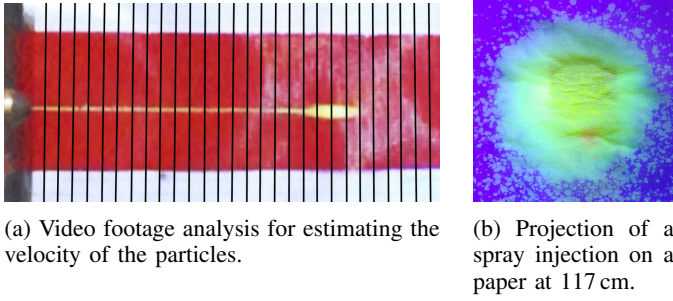 (a) Video footage analysis for estimating the
velocity of the particles.
(b) Projection of a
spray injection on a
paper at 117 cm.